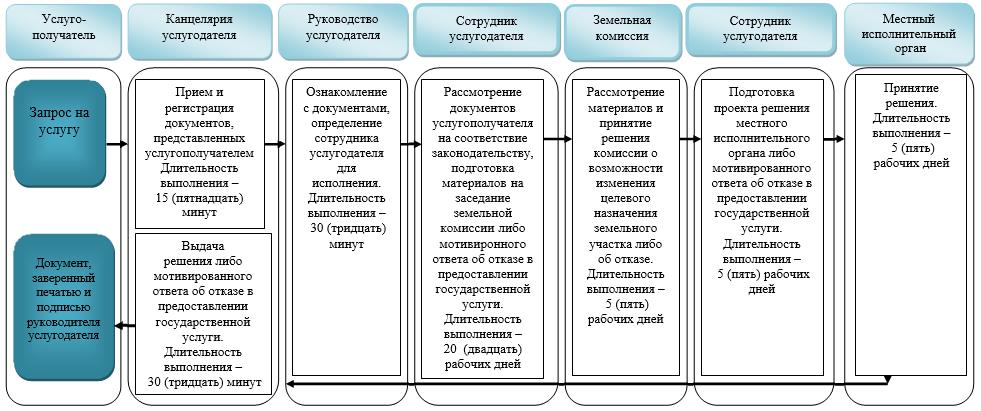 Услуго-
получатель
Канцелярия
услугодателя
Руководство
услугодателя
Сотрудник
услугодателя
Земельная
комиссия
Сотрудник
услугодателя
Местный
исполнительный
орган
Запрос на
услугу
Прием и
регистрация
документов,
представленных
услугополучателем
Длительность
выполнения –
15 (пятнадцать)
минут
Ознакомление
с документами,
определение
сотрудника
услугодателя
для
исполнения.
Длительность
выполнения –
30 (тридцать)
минут
Рассмотрение
документов
услугополучателя
на соответствие
законодательству,
подготовка
материалов на
заседание
земельной
комиссии либо
мотивиронного
ответа об отказе в
предоставлении
государственной
услуги.
Длительность
выполнения –
20 (двадцать)
рабочих дней
Рассмотрение
материалов и
принятие
решения
комиссии о
возможности
изменения
целевого
назначения
земельного
участка либо
об отказе.
Длительность
выполнения –
5 (пять)
рабочих дней
Подготовка
проекта решения
местного
исполнительного
органа либо
мотивированного
ответа об отказе в
предоставлении
государственной
услуги.
Длительность
выполнения –
5 (пять) рабочих
дней
Принятие
решения.
Длительность
выполнения –
5 (пять)
рабочих дней
Документ,
заверенный
печатью и
подписью
руководителя
услугодателя
Выдача
решения либо
мотивированного
ответа об отказе в
предоставлении
государственной
услуги.
Длительность
выполнения –
30 (тридцать) минут